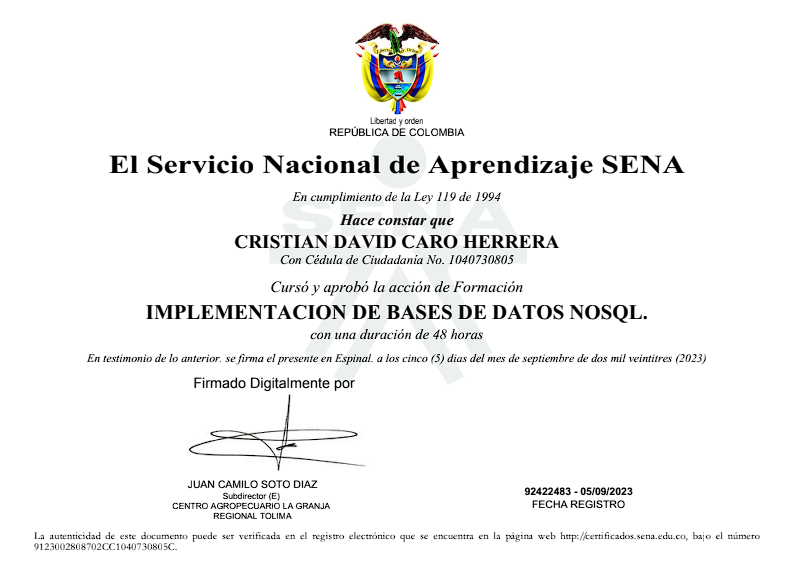 Libertad y orden
REPÚBLICA DE COLOMBIA
El Servicio Nacional de Aprendizaje SENA
En cumplimiento de la Ley 119 de 1994
Hace constar que
CRISTIAN DAVID CARO HERRERA
Con Cédula de Ciudadanía No. 1040730805
Cursó y aprobó la acción de Formación
IMPLEMENTACION DE BASES DE DATOS NOSQL.
con una duración de 48 horas
En testimonio de lo anterior. se firma el presente en Espinal. a los cinco (5) dias del mes de septiembre de dos mil veintitres (2023)
Firmado Digitalmente por
JUAN CAMILO SOTO DIAZ
Subdirector (E)
CENTRO AGROPECUARIO LA GRANJA
REGIONAL TOLIMA
92422483 - 05/09/2023
FECHA REGISTRO
La autenticidad de este documento puede ser verificada en el registro electrónico que se encuentra en la página web http://certificados.sena.edu.co, bajo el número
9123002808702CC1040730805C.
SENA